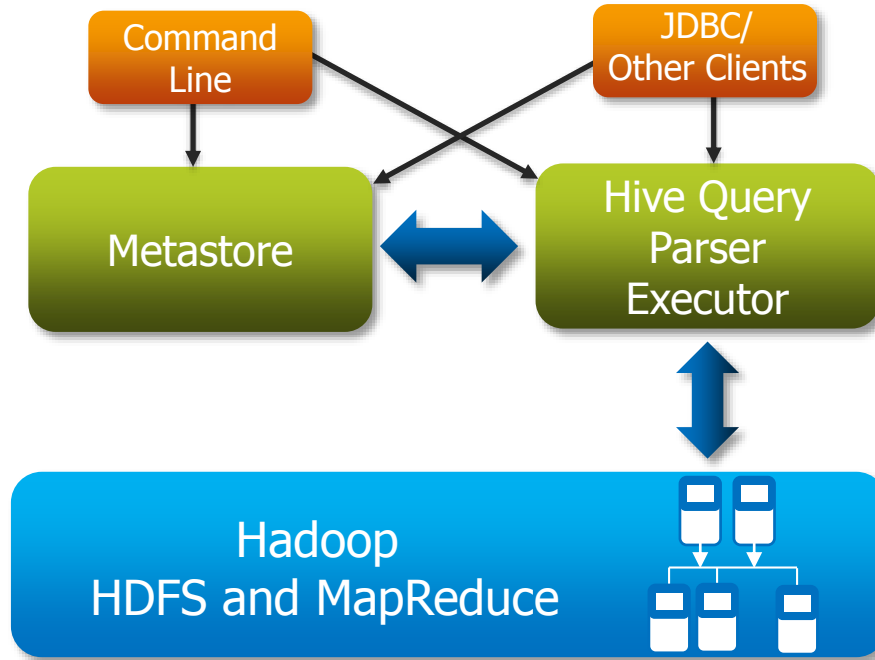 Command
Line
JDBC/
Other Clients
Metastore
Hive Query
Parser
Executor
Hadoop
HDFS and MapReduce